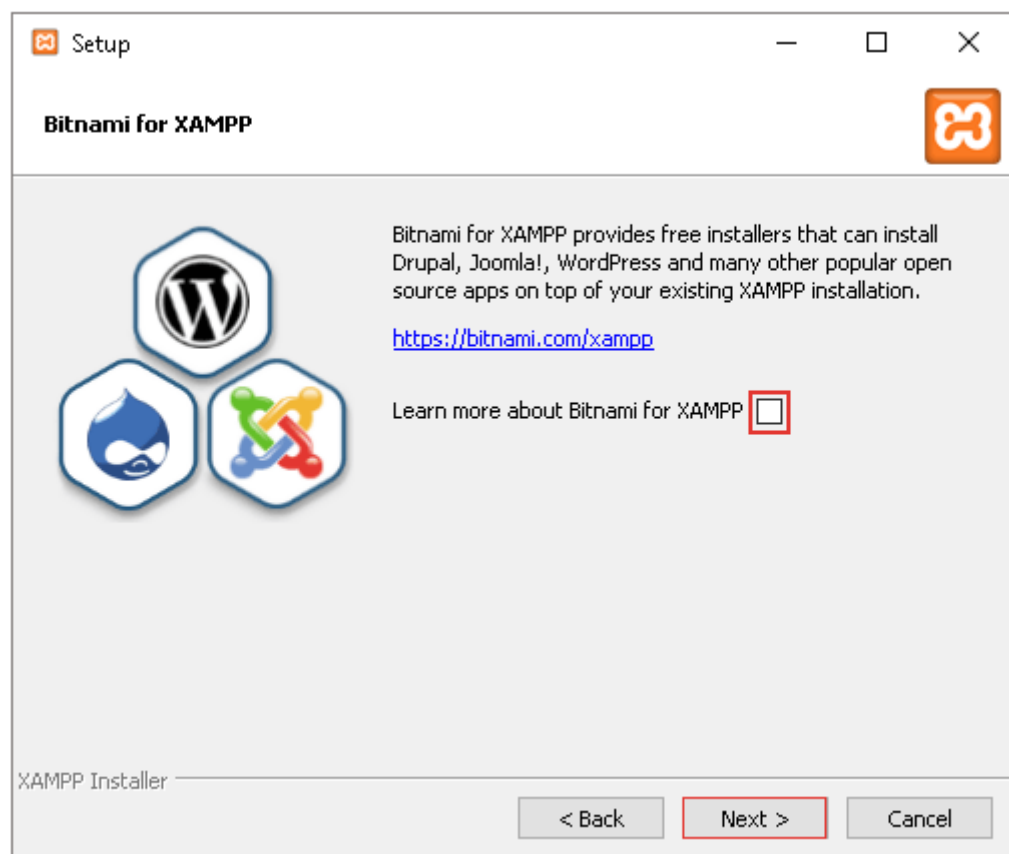 Setup
Bitnami for XAMPP
Bitnami for XAMPP provides free installers that can install
Drupal, Joomla!, WordPress and many other popular open
source apps on top of your existing XAMPP installation.
https://bitnami.com/xampp
Learn more about Bitnami for XAMPP
XAMPP Installer
< Back
Next >
Cancel